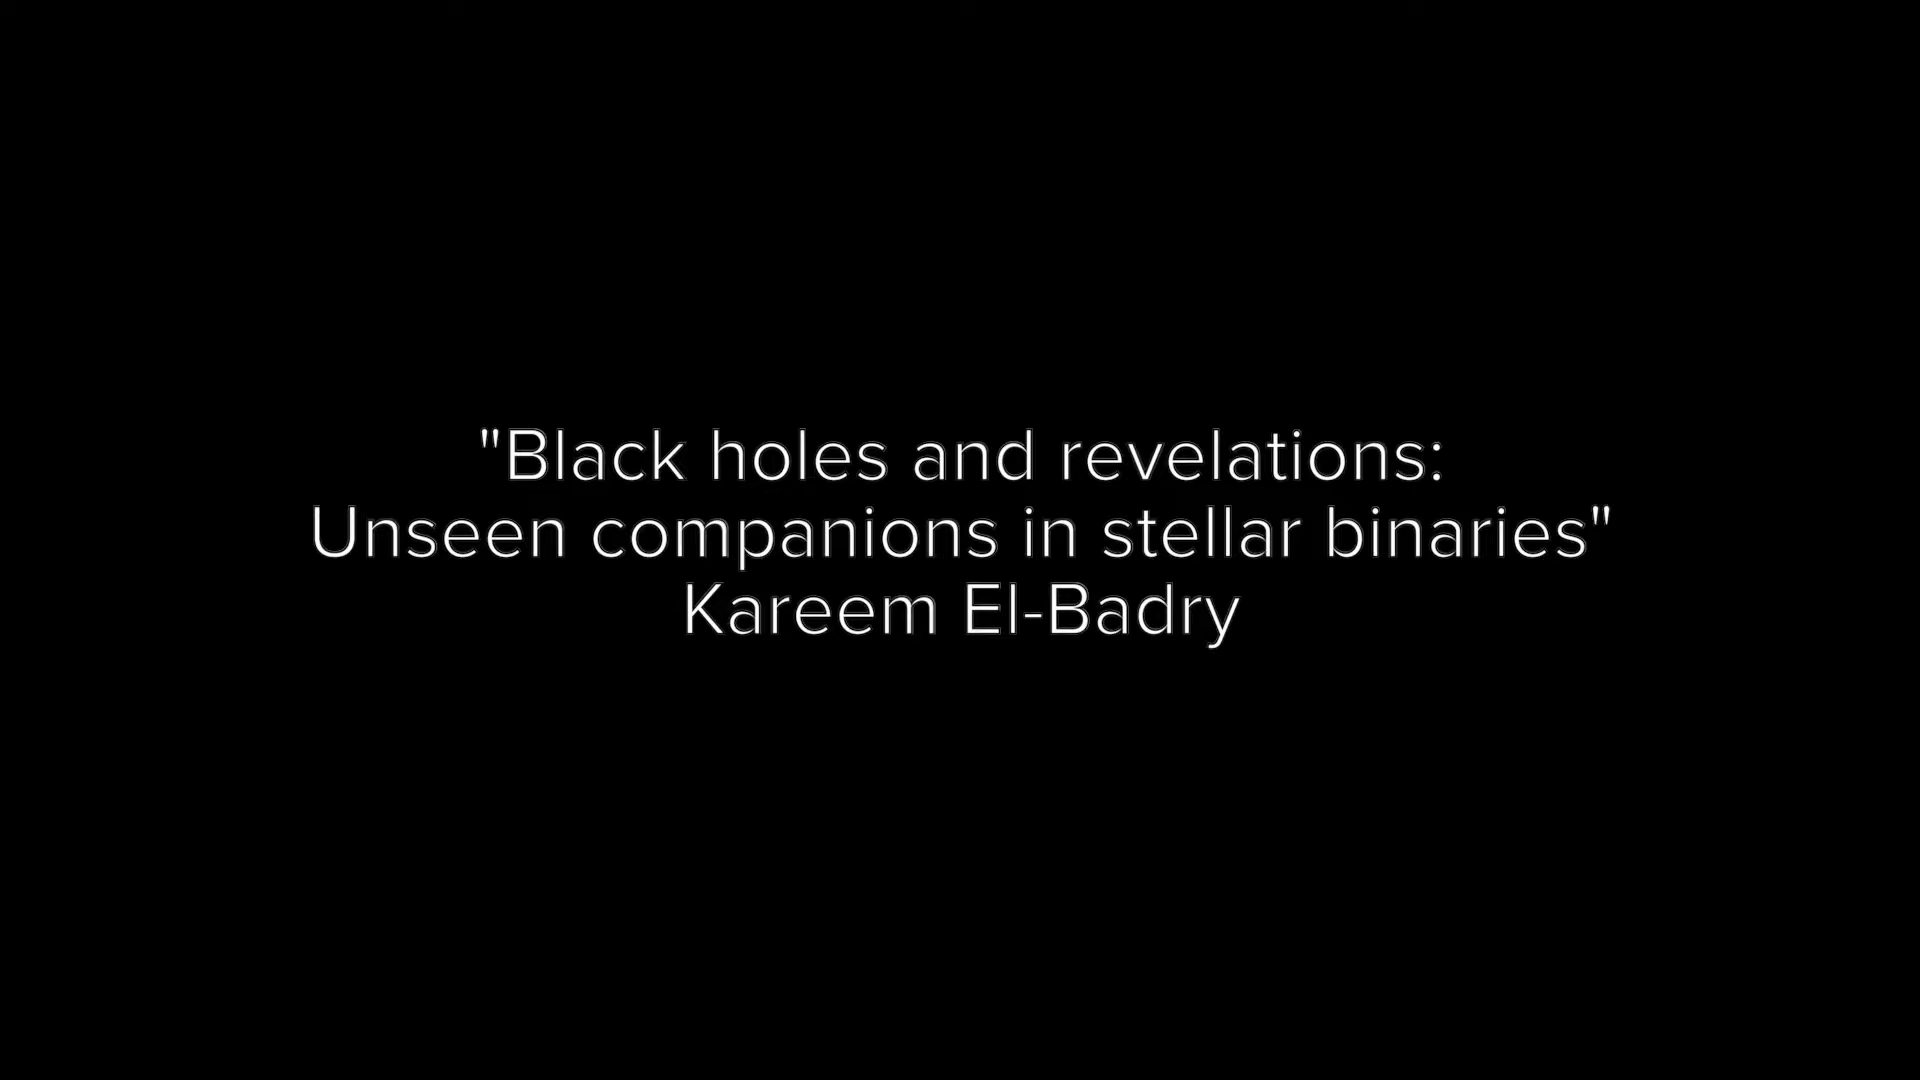 "Black holes and revelations:
Unseen companions in stellar binaries"
Kareem El-Badry